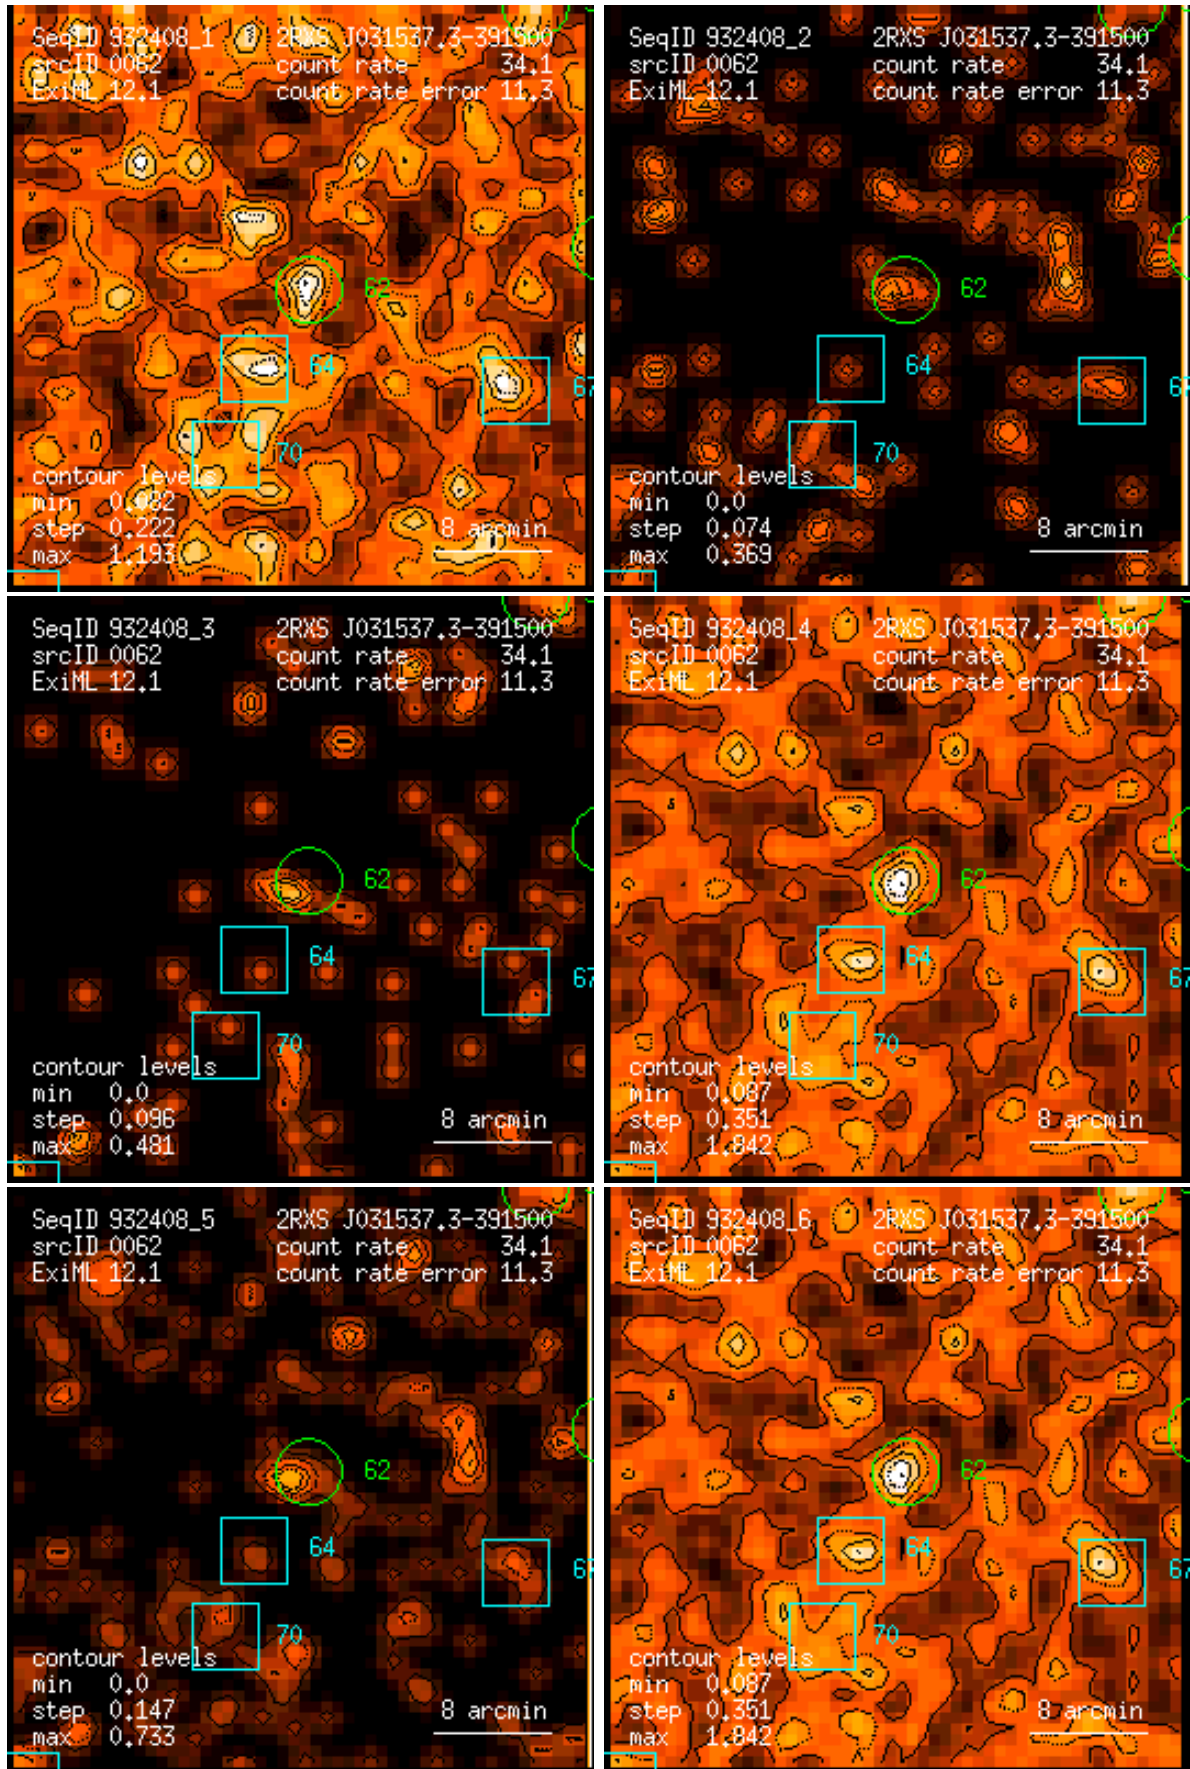 SeqID 932408_1 2RXS J031537.3-391500
srcID 0062 count rate 34.1
ExiML 12.1 count rate error 11.3
62
64
67
70
contour levels
min 0.082
step 0.222
max 1.193
8 arcmin
SeqID 932408_2 2RXS J031537.3-391500
srcID 0062 count rate 34.1
ExiML 12.1 count rate error 11.3
62
64
67
70
contour levels
min 0.0
step 0.074
max 0.369
8 arcmin
SeqID 932408_3 2RXS J031537.3-391500
srcID 0062 count rate 34.1
ExiML 12.1 count rate error 11.3
62
64
67
70
contour levels
min 0.0
step 0.096
max 0.481
8 arcmin
SeqID 932408_4 2RXS J031537.3-391500
srcID 0062 count rate 34.1
ExiML 12.1 count rate error 11.3
62
64
67
70
contour levels
min 0.087
step 0.351
max 1.842
8 arcmin
SeqID 932408_5 2RXS J031537.3-391500
srcID 0062 count rate 34.1
ExiML 12.1 count rate error 11.3
62
64
67
70
contour levels
min 0.0
step 0.147
max 0.733
8 arcmin
SeqID 932408_6 2RXS J031537.3-391500
srcID 0062 count rate 34.1
ExiML 12.1 count rate error 11.3
62
64
67
70
contour levels
min 0.087
step 0.351
max 1.842
8 arcmin